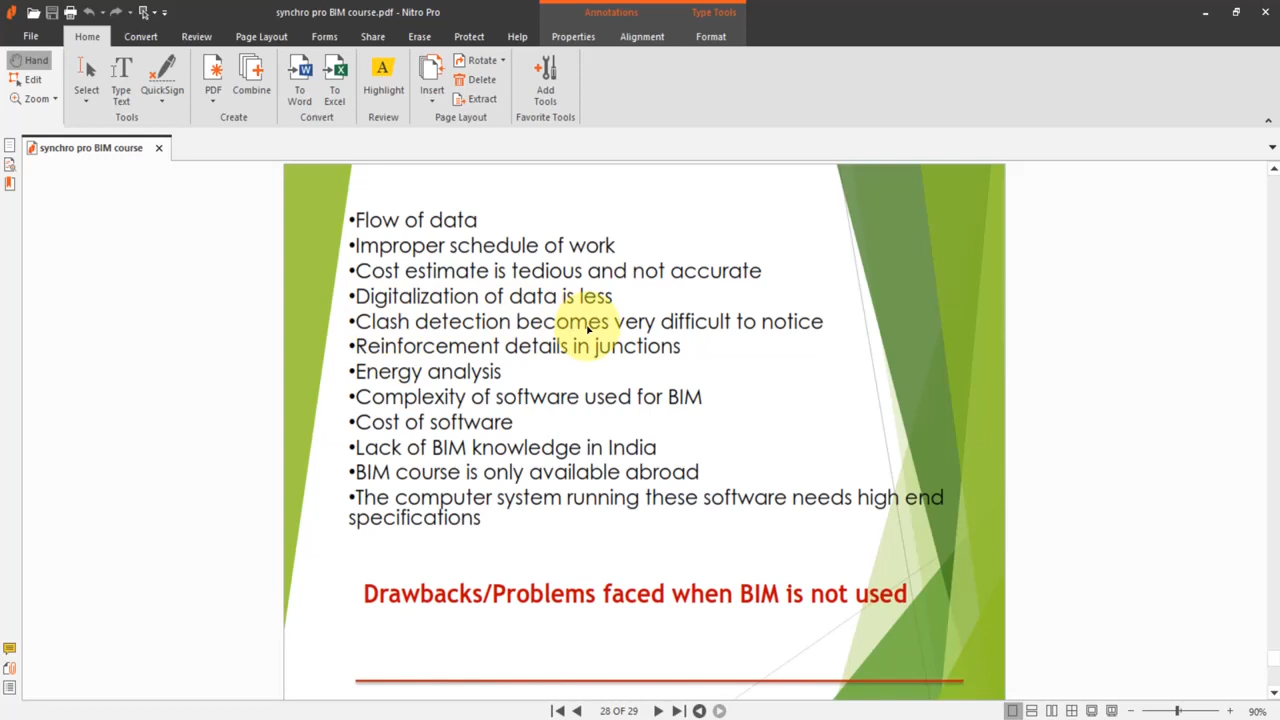 synchro pro BIM course.pdf - Nitro Pro
Annotations
Type Tools
File
Home
Convert
Review
Page Layout
Forms
Share
Erase
Protect
Help
Properties
Alignment
Format
Hand
Edit
Zoom
Select
Type Text
QuickSign
Tools
PDF
Combine
Create
To Word
To Excel
Convert
Highlight
Review
Insert
Rotate
Delete
Extract
Page Layout
Add Tools
Favorite Tools
synchro pro BIM course
•Flow of data
•Improper schedule of work
•Cost estimate is tedious and not accurate
•Digitalization of data is less
•Clash detection becomes very difficult to notice
•Reinforcement details in junctions
•Energy analysis
•Complexity of software used for BIM
•Cost of software
•Lack of BIM knowledge in India
•BIM course is only available abroad
•The computer system running these software needs high end
specifications
Drawbacks/Problems faced when BIM is not used
28 OF 29
90%